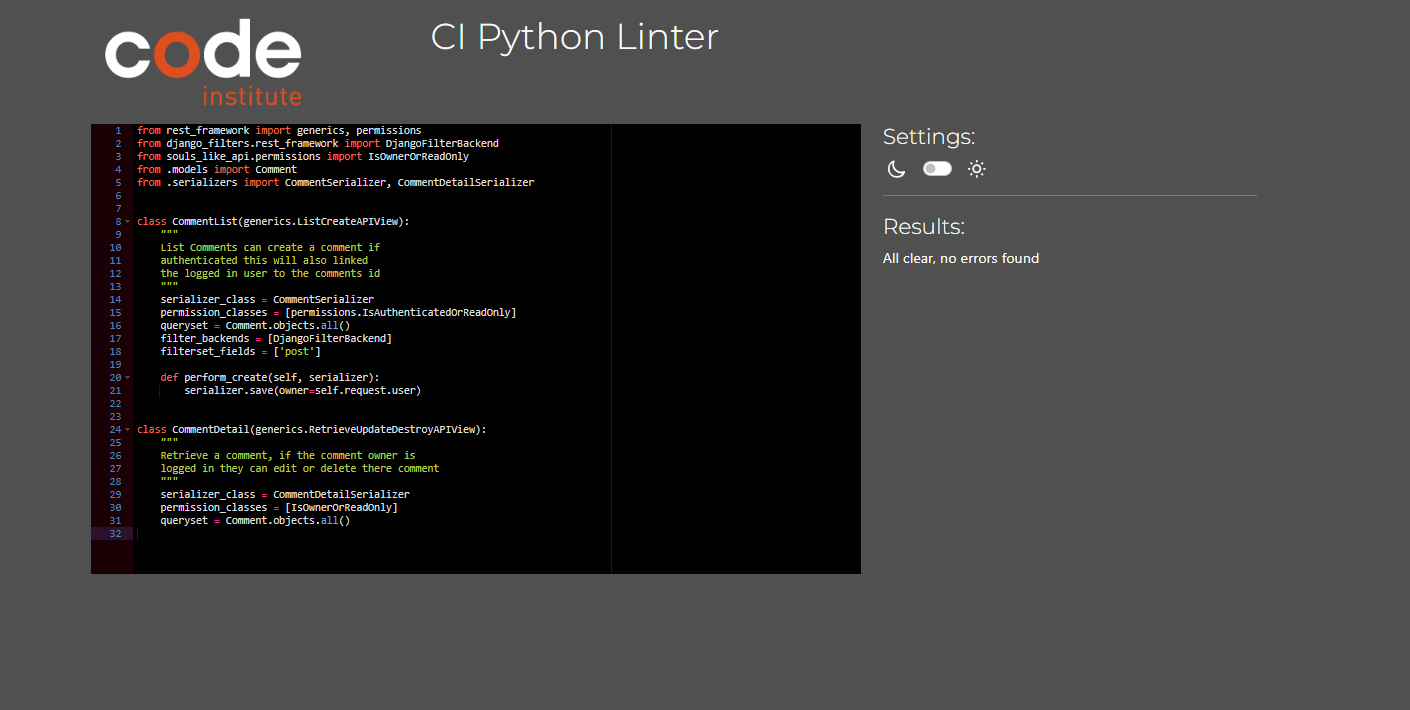 code
institute
CI Python Linter
1 from rest_framework import generics, permissions
2 from django_filters.rest_framework import DjangoFilterBackend
3 from souls_like_api.permissions import IsOwnerOrReadOnly
4 from .models import Comment
5 from .serializers import CommentSerializer, CommentDetailSerializer
6
7
8 class CommentList(generics.ListCreateAPIView):
9     """
10     List Comments can create a comment if
11     authenticated this will also linked
12     the logged in user to the comments id
13     """
14     serializer_class = CommentSerializer
15     permission_classes = [permissions.IsAuthenticatedOrReadOnly]
16     queryset = Comment.objects.all()
17     filter_backends = [DjangoFilterBackend]
18     filterset_fields = ['post']
19
20     def perform_create(self, serializer):
21         serializer.save(owner=self.request.user)
22
23
24 class CommentDetail(generics.RetrieveUpdateDestroyAPIView):
25     """
26     Retrieve a comment, if the comment owner is
27     logged in they can edit or delete there comment
28     """
29     serializer_class = CommentDetailSerializer
30     permission_classes = [IsOwnerOrReadOnly]
31     queryset = Comment.objects.all()
32
Settings:
Results:
All clear, no errors found